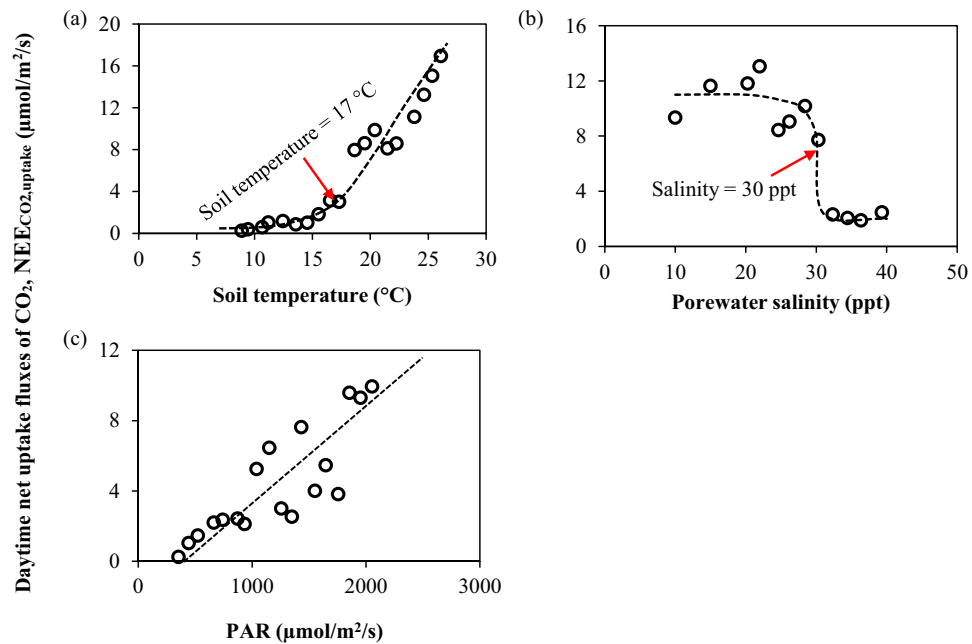 Daytime net uptake fluxes of CO₂, NEE_CO2,uptake (µmol/m²/s)
(a)
20
16
12
8
4
0
0 5 10 15 20 25 30
Soil temperature = 17 °C
Soil temperature (°C)
(b)
16
12
8
4
0
0 10 20 30 40 50
Salinity = 30 ppt
Porewater salinity (ppt)
(c)
12
8
4
0
0 1000 2000 3000
PAR (µmol/m²/s)